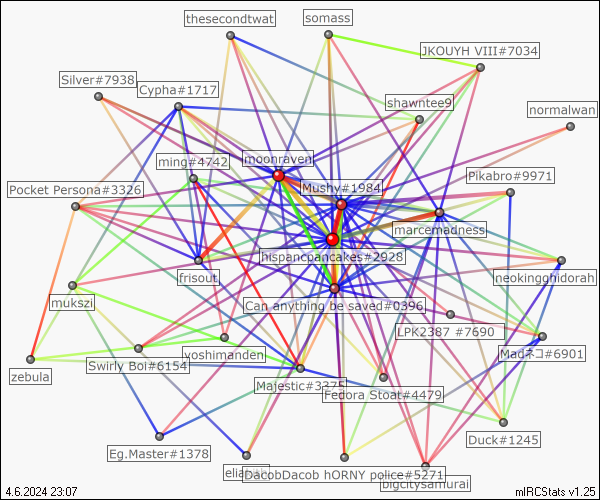 thesecondtwat
somass
JKOUYH VIII#7034
Silver#7938
Cypha#1717
shawntee9
normalwan
ming#4742
moonraven
Pikabro#9971
Pocket Persona#3326
Mushy#1984
marcemadness
hispancpancakes#2928
frisout
neokingghidorah
mukszi
Can anything be saved#0396
LPK2387 #7690
voshimanden
Madネコ#6901
Swirly Boi#6154
zebula
Majestic#3375
Fedora Stoat#4479
Duck#1245
Eg.Master#1378
DacobDacob hORNY police#5271
bigcitysamurai
4.6.2024 23:07
mIRCStats v1.25